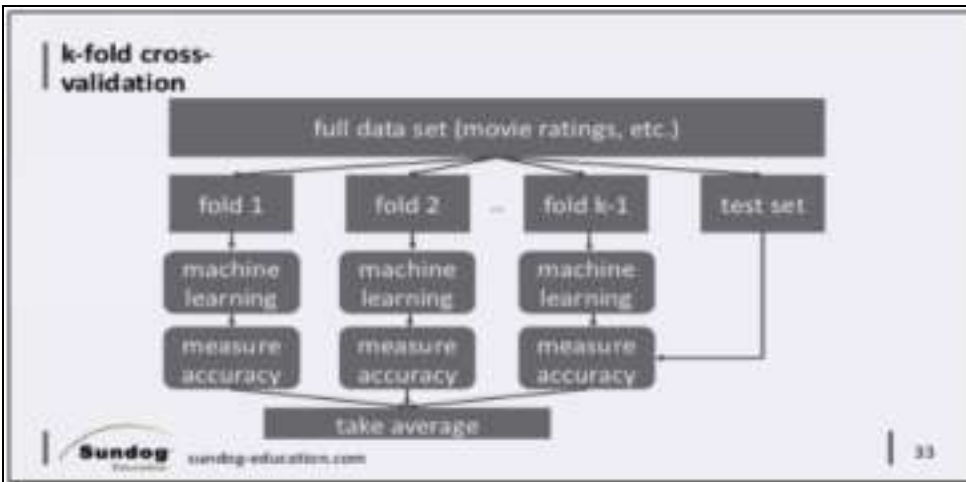 k-fold cross-
validation
full data set (movie ratings, etc.)
fold 1
fold 2
...
fold k-1
test set
machine
learning
machine
learning
machine
learning
measure
accuracy
measure
accuracy
measure
accuracy
take average
Sundog
Education
sundog-education.com
33